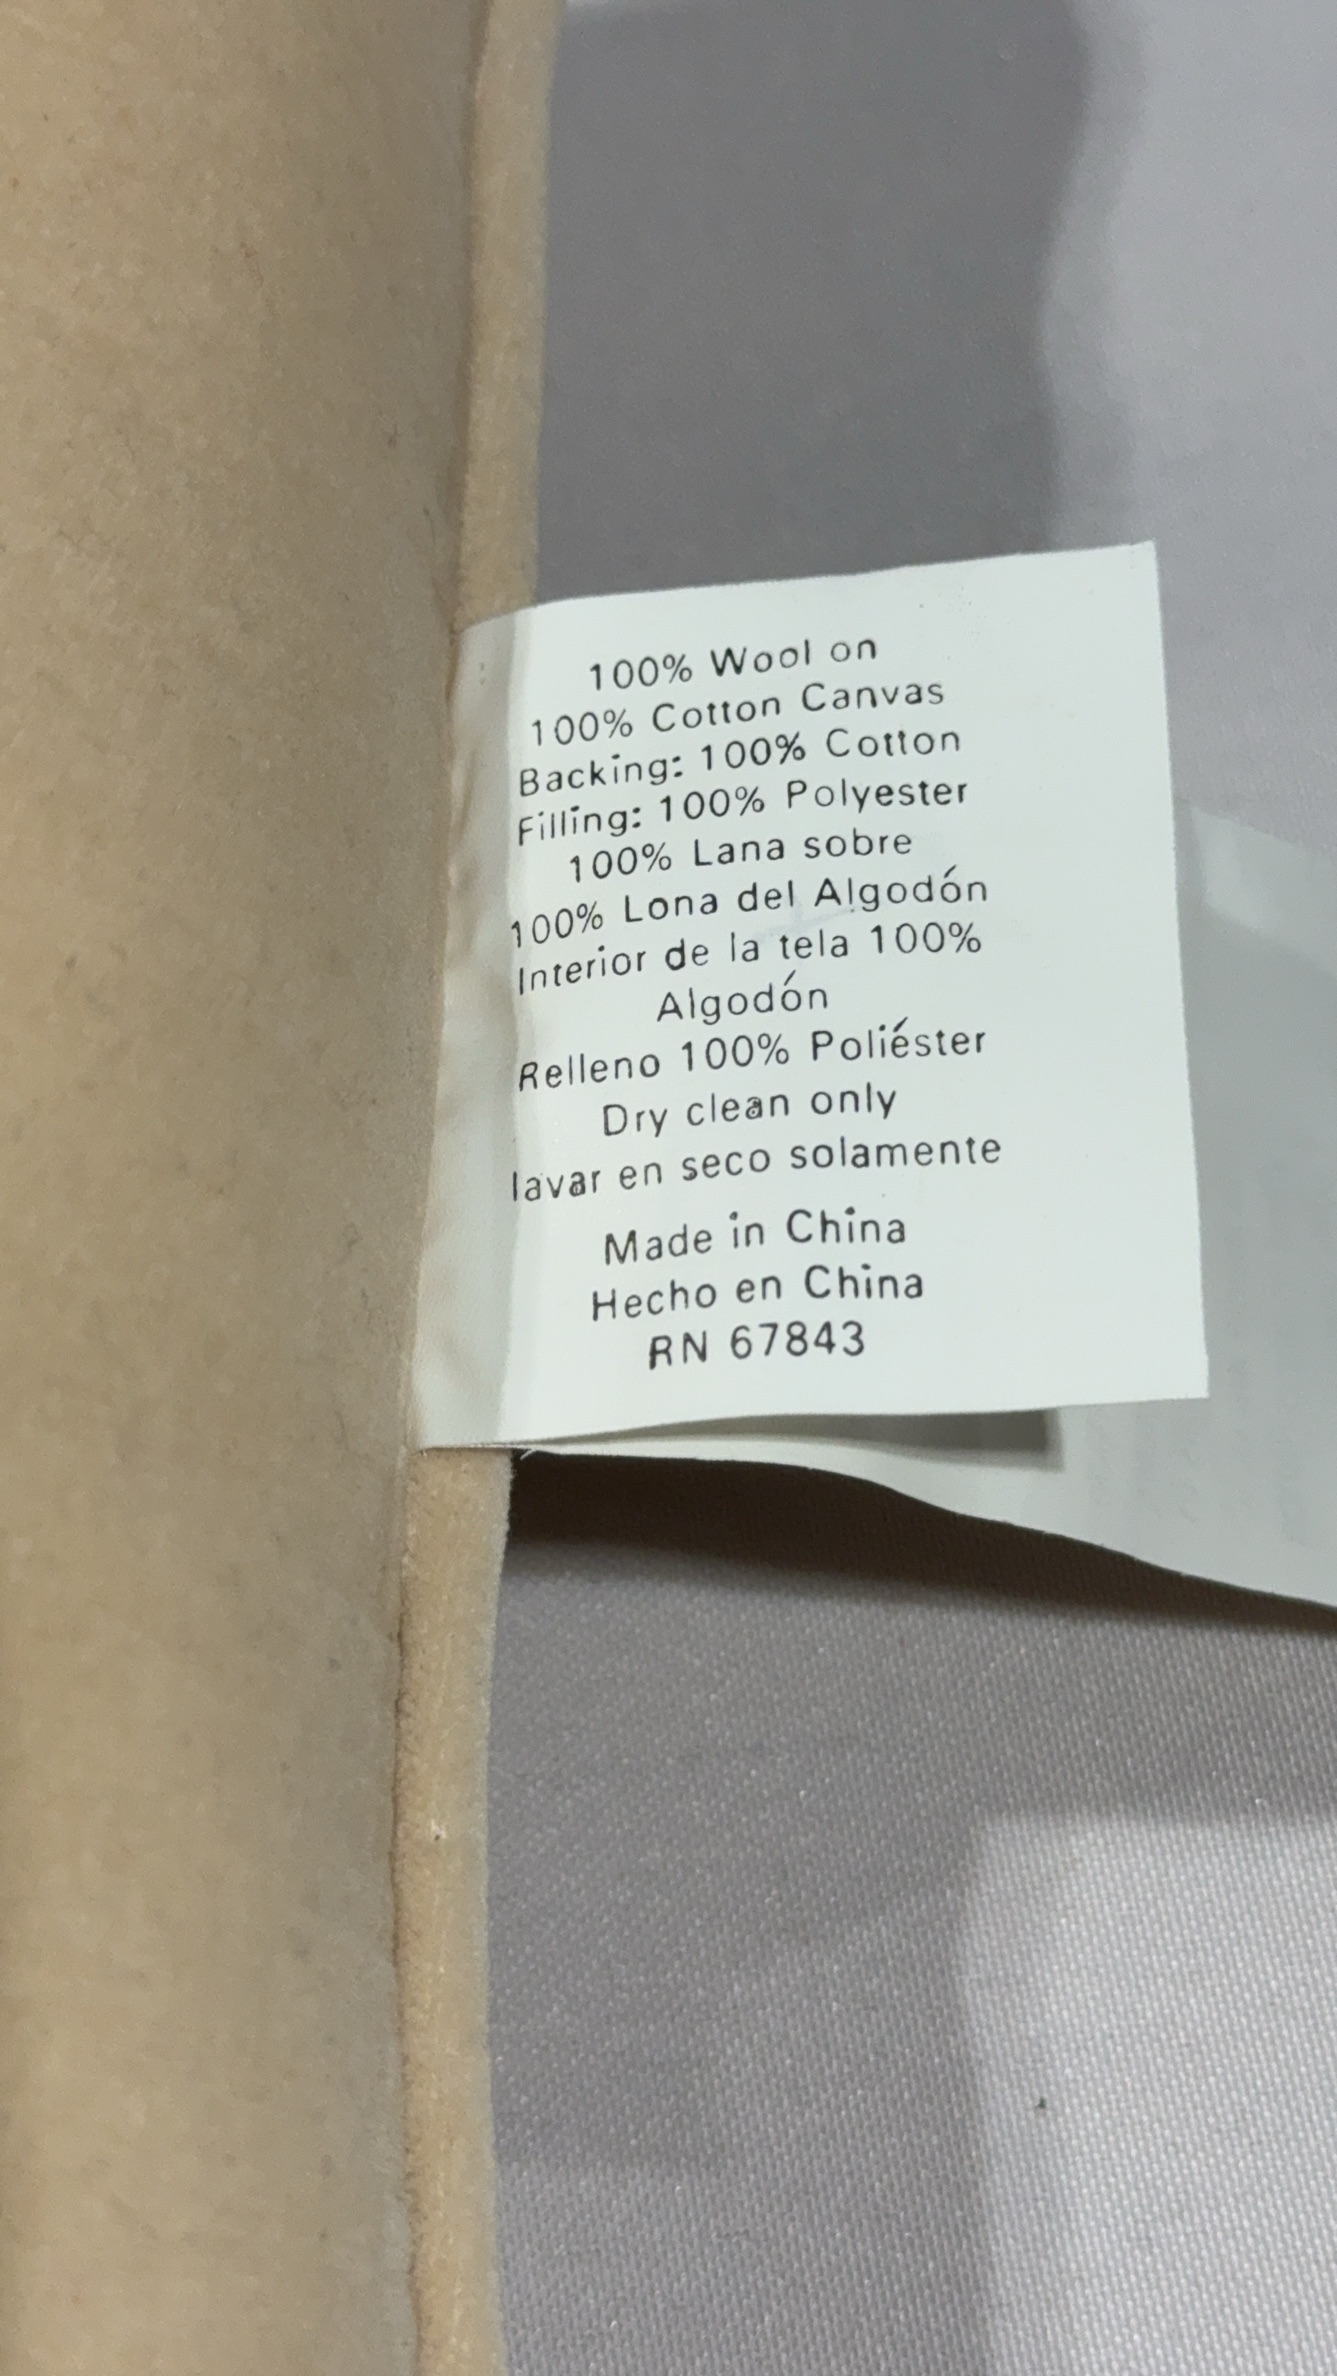 100% Wool on
100% Cotton Canvas
Backing: 100% Cotton
Filling: 100% Polyester
100% Lana sobre
100% Lona del Algodón
Interior de la tela 100%
Algodón
Relleno 100% Poliéster
Dry clean only
lavar en seco solamente
Made in China
Hecho en China
RN 67843